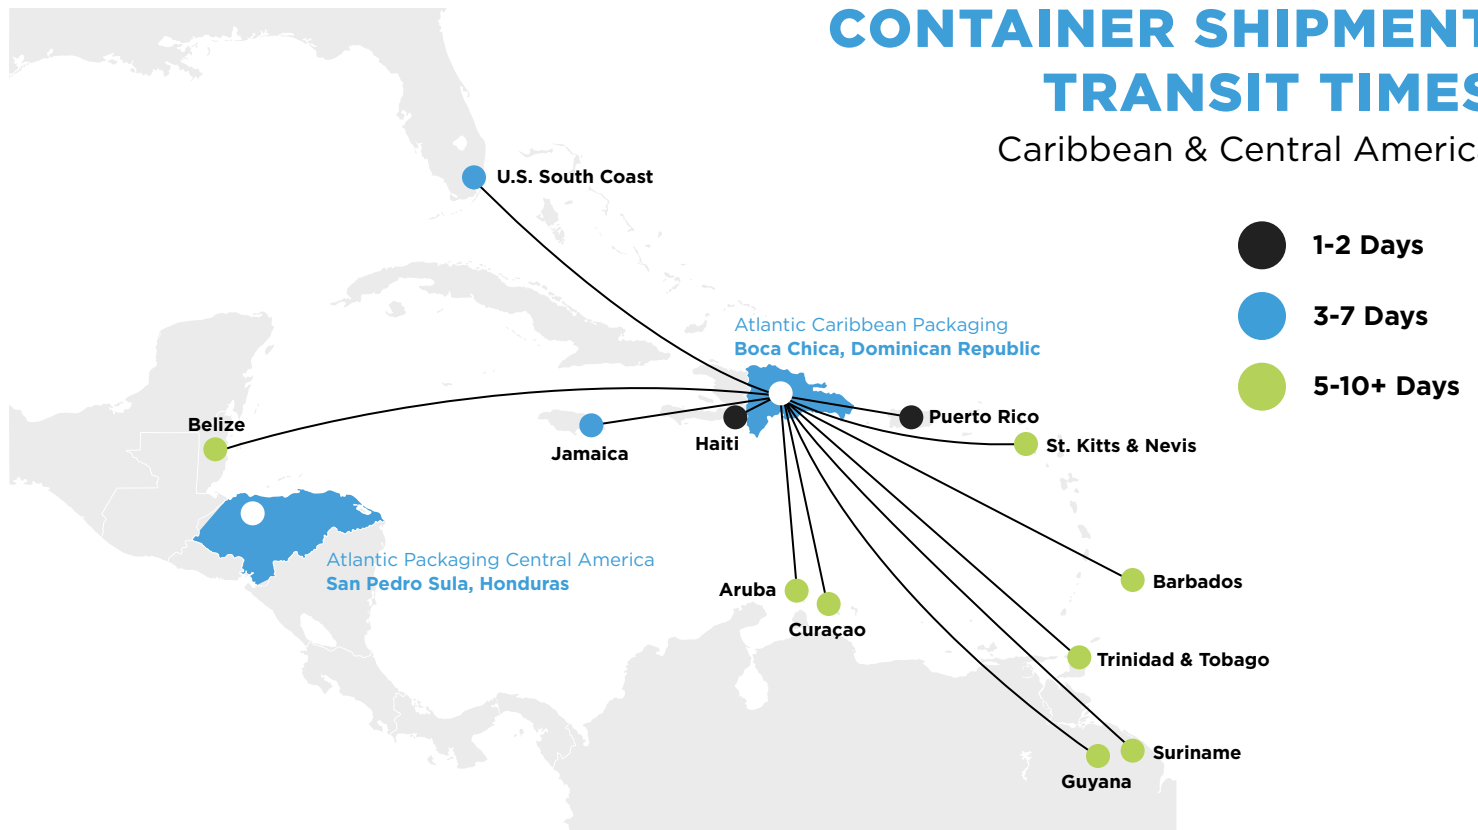 CONTAINER SHIPMENT
TRANSIT TIMES
Caribbean & Central America
1-2 Days
3-7 Days
5-10+ Days
U.S. South Coast
Atlantic Caribbean Packaging
Boca Chica, Dominican Republic
Belize
Jamaica
Haiti
Puerto Rico
St. Kitts & Nevis
Atlantic Packaging Central America
San Pedro Sula, Honduras
Aruba
Curaçao
Barbados
Trinidad & Tobago
Suriname
Guyana